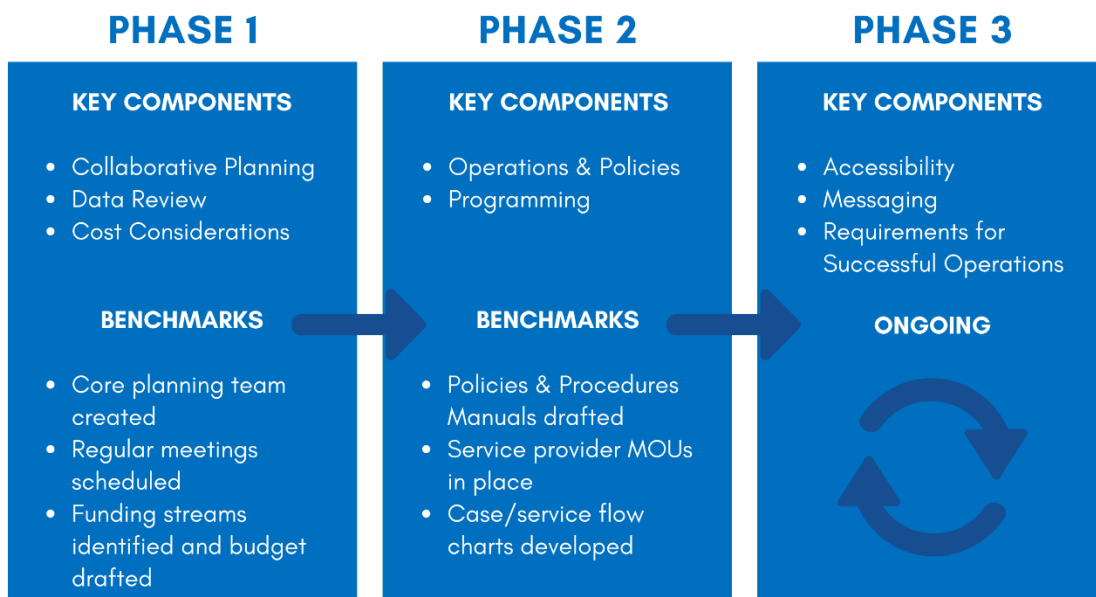 PHASE 1
KEY COMPONENTS
• Collaborative Planning
• Data Review
• Cost Considerations
BENCHMARKS
• Core planning team
created
• Regular meetings
scheduled
• Funding streams
identified and budget
drafted
PHASE 2
KEY COMPONENTS
• Operations & Policies
• Programming
BENCHMARKS
• Policies & Procedures
Manuals drafted
• Service provider MOUs
in place
• Case/service flow
charts developed
PHASE 3
KEY COMPONENTS
• Accessibility
• Messaging
• Requirements for
Successful Operations
ONGOING